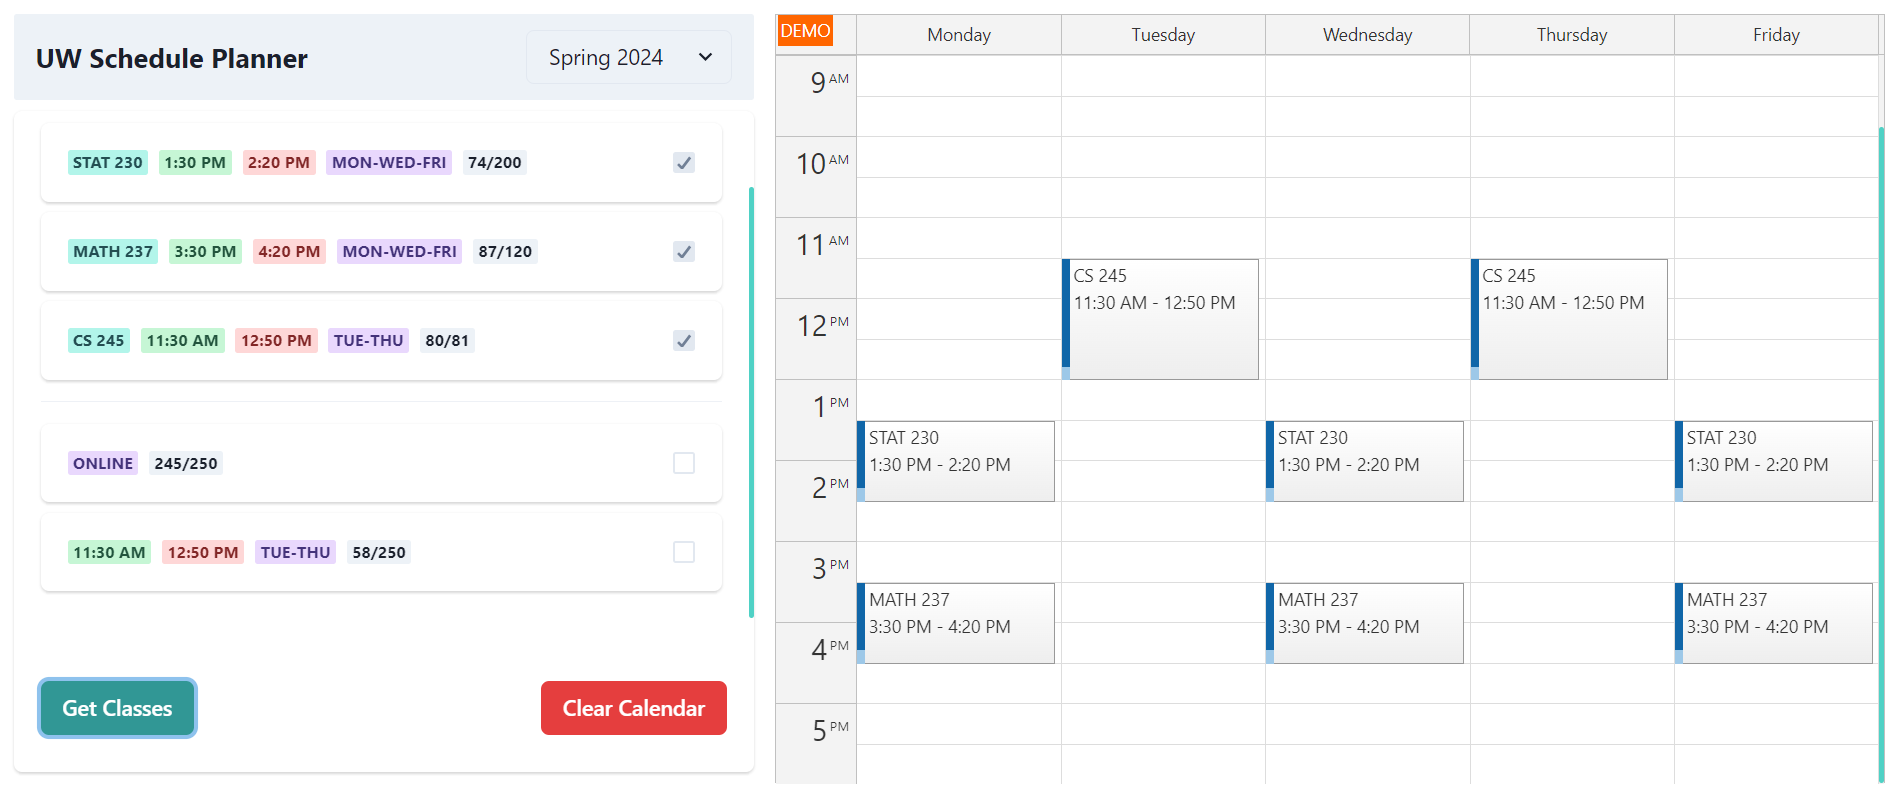 UW Schedule Planner
Spring 2024
STAT 230 1:30 PM 2:20 PM MON-WED-FRI 74/200
MATH 237 3:30 PM 4:20 PM MON-WED-FRI 87/120
CS 245 11:30 AM 12:50 PM TUE-THU 80/81
ONLINE 245/250
11:30 AM 12:50 PM TUE-THU 58/250
Get Classes
Clear Calendar
DEMO
Monday Tuesday Wednesday Thursday Friday
9 AM
10 AM
11 AM
CS 245
11:30 AM - 12:50 PM
CS 245
11:30 AM - 12:50 PM
12 PM
1 PM
STAT 230
1:30 PM - 2:20 PM
STAT 230
1:30 PM - 2:20 PM
STAT 230
1:30 PM - 2:20 PM
2 PM
3 PM
MATH 237
3:30 PM - 4:20 PM
MATH 237
3:30 PM - 4:20 PM
MATH 237
3:30 PM - 4:20 PM
4 PM
5 PM